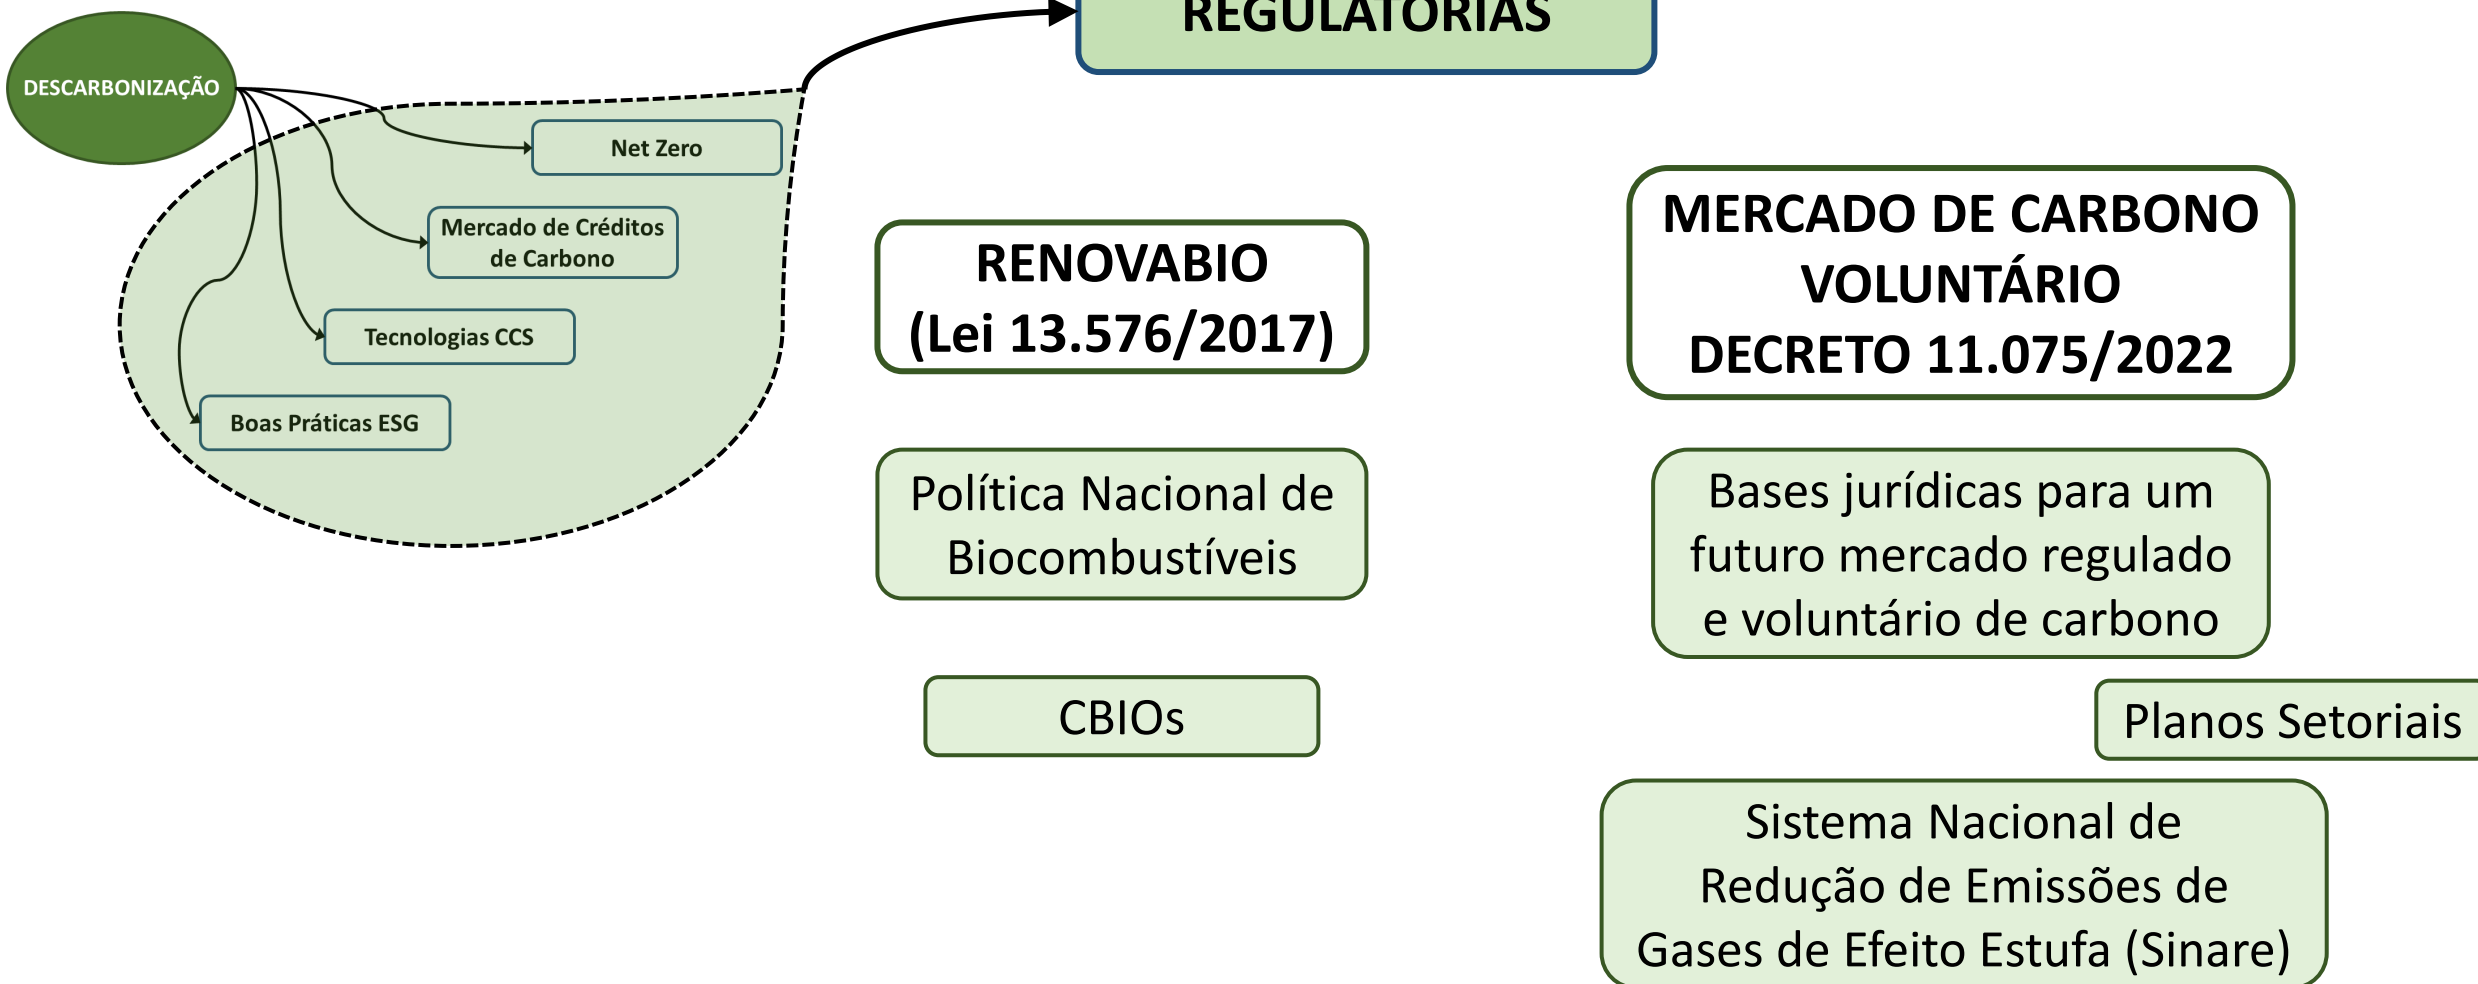 REGULATÓRIAS
DESCARBONIZAÇÃO
Net Zero
Mercado de Créditos
de Carbono
Tecnologias CCS
Boas Práticas ESG
RENOVABIO
(Lei 13.576/2017)
Política Nacional de
Biocombustíveis
CBIOs
MERCADO DE CARBONO
VOLUNTÁRIO
DECRETO 11.075/2022
Bases jurídicas para um
futuro mercado regulado
e voluntário de carbono
Planos Setoriais
Sistema Nacional de
Redução de Emissões de
Gases de Efeito Estufa (Sinare)